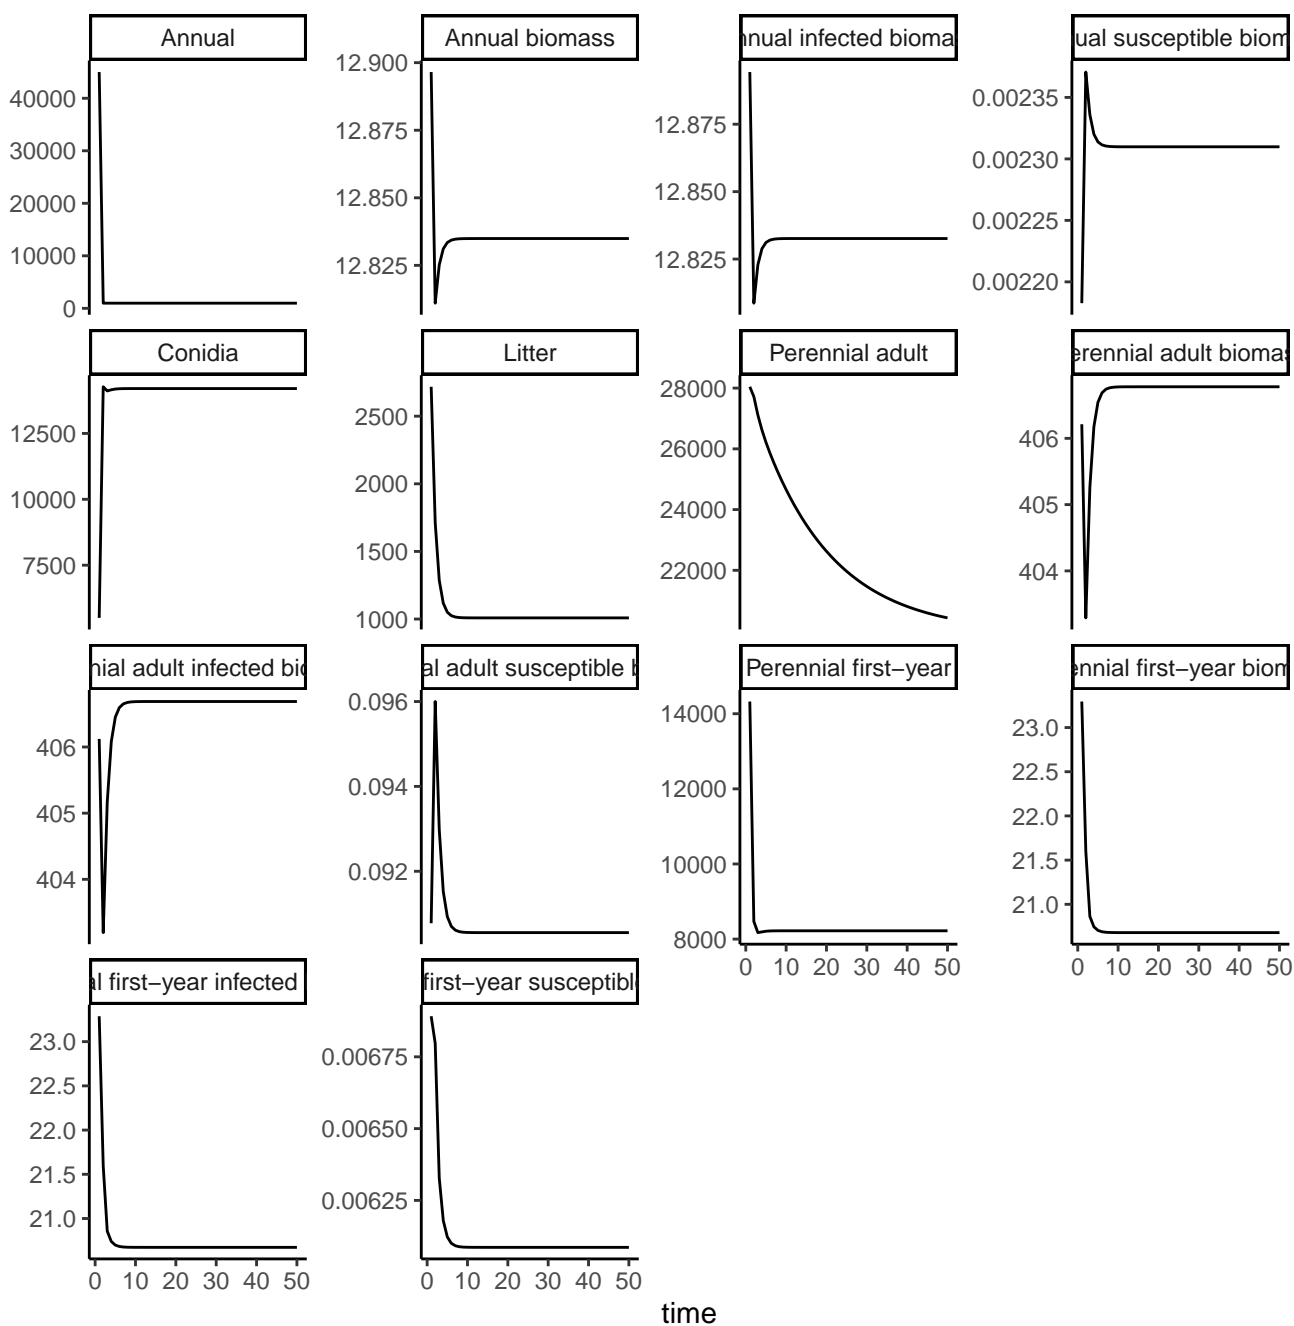 Annual
Annual biomass
nnual infected bioma
ual susceptible biom
40000
30000
20000
10000
0
12.900
12.875
12.850
12.825
12.875
12.850
12.825
0.00235
0.00230
0.00225
0.00220
Conidia
Litter
Perennial adult
erennial adult biomas
12500
10000
7500
2500
2000
1500
1000
28000
26000
24000
22000
406
405
404
nial adult infected bio
al adult susceptible b
Perennial first−year
ennial first−year biom
406
405
404
0.096
0.094
0.092
14000
12000
10000
8000
0 10 20 30 40 50
23.0
22.5
22.0
21.5
21.0
0 10 20 30 40 50
al first−year infected
first−year susceptible
23.0
22.5
22.0
21.5
21.0
0 10 20 30 40 50
0.00675
0.00650
0.00625
0 10 20 30 40 50
time